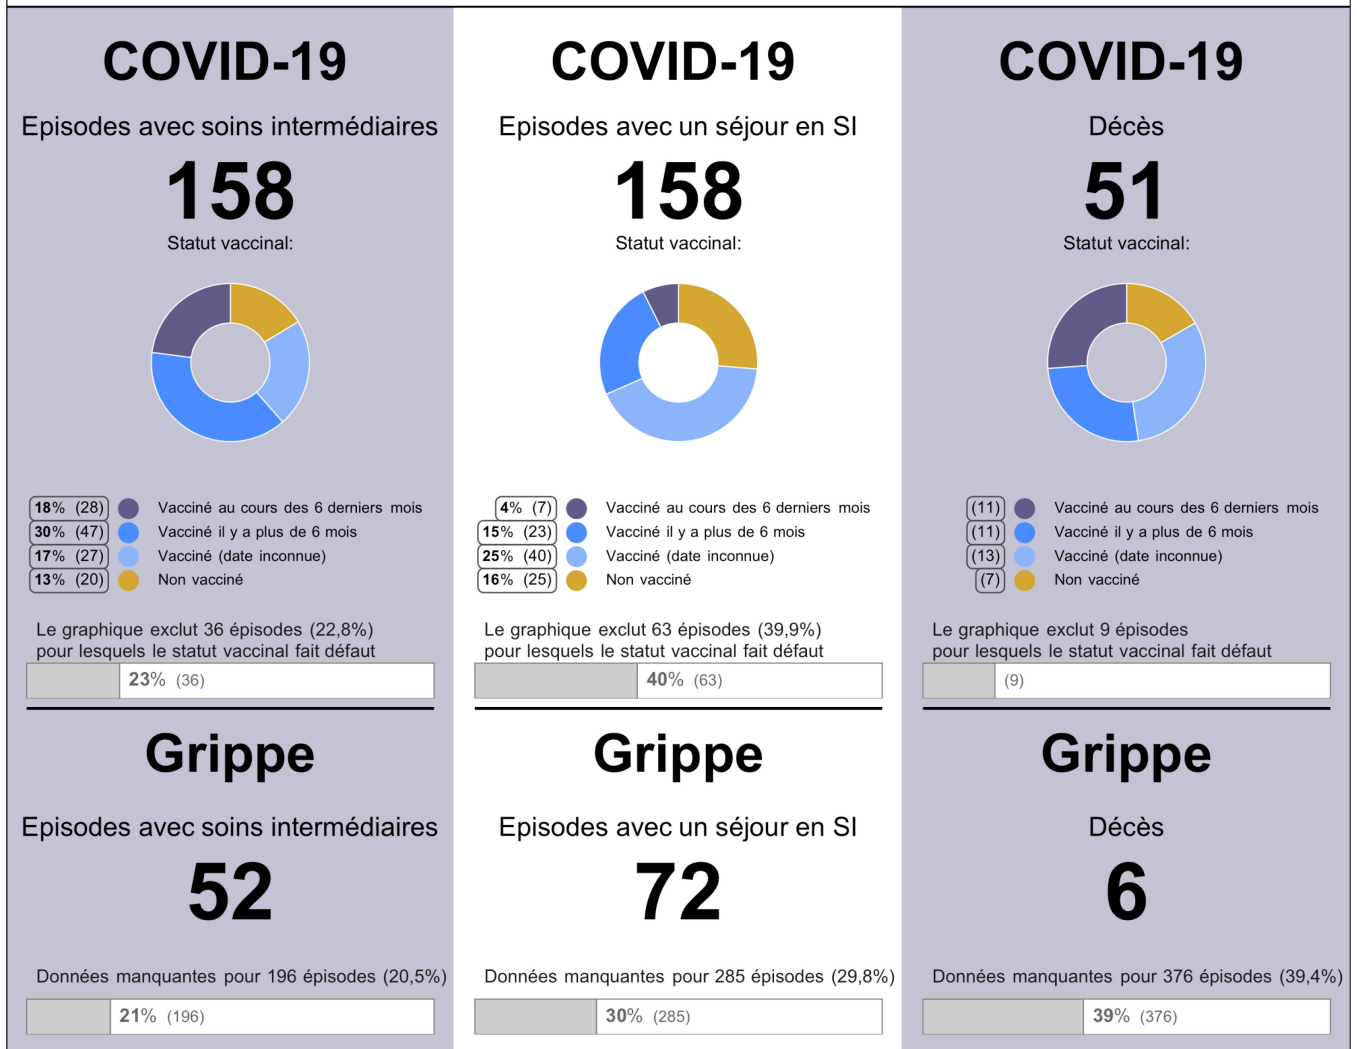 COVID-19
Episodes avec soins intermédiaires
158
Statut vaccinal:
18% (28) Vacciné au cours des 6 derniers mois
30% (47) Vacciné il y a plus de 6 mois
17% (27) Vacciné (date inconnue)
13% (20) Non vacciné
Le graphique exclut 36 épisodes (22,8%)
pour lesquels le statut vaccinal fait défaut
23% (36)
COVID-19
Episodes avec un séjour en SI
158
Statut vaccinal:
4% (7) Vacciné au cours des 6 derniers mois
15% (23) Vacciné il y a plus de 6 mois
25% (40) Vacciné (date inconnue)
16% (25) Non vacciné
Le graphique exclut 63 épisodes (39,9%)
pour lesquels le statut vaccinal fait défaut
40% (63)
COVID-19
Décès
51
Statut vaccinal:
(11) Vacciné au cours des 6 derniers mois
(11) Vacciné il y a plus de 6 mois
(13) Vacciné (date inconnue)
(7) Non vacciné
Le graphique exclut 9 épisodes
pour lesquels le statut vaccinal fait défaut
(9)
Grippe
Episodes avec soins intermédiaires
52
Données manquantes pour 196 épisodes (20,5%)
21% (196)
Grippe
Episodes avec un séjour en SI
72
Données manquantes pour 285 épisodes (29,8%)
30% (285)
Grippe
Décès
6
Données manquantes pour 376 épisodes (39,4%)
39% (376)